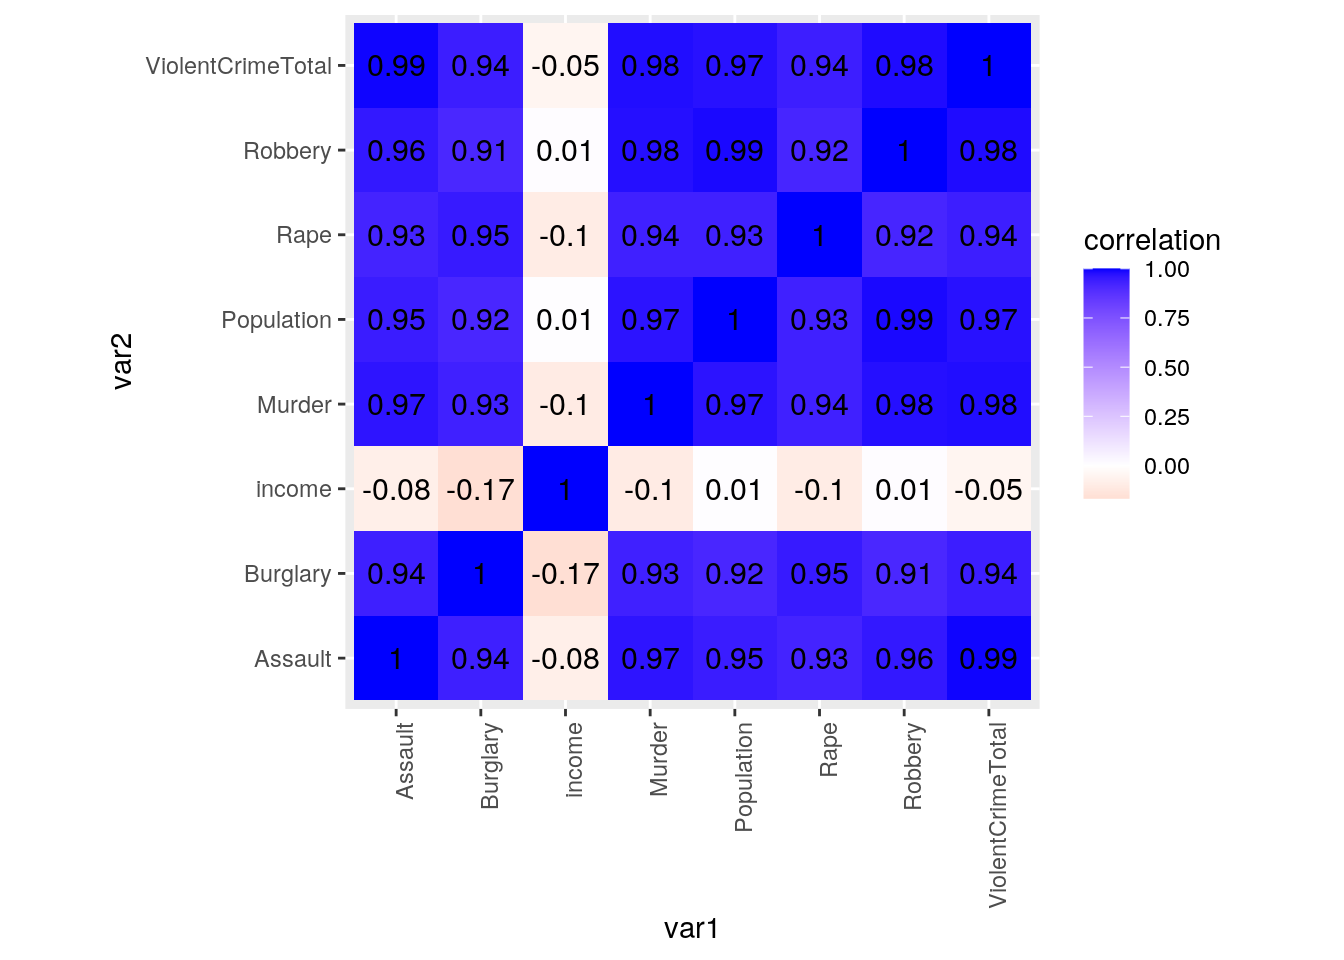 ViolentCrimeTotal 0.99 0.94 -0.05 0.98 0.97 0.94 0.98 1
Robbery 0.96 0.91 0.01 0.98 0.99 0.92 1 0.98
Rape 0.93 0.95 -0.1 0.94 0.93 1 0.92 0.94
Population 0.95 0.92 0.01 0.97 1 0.93 0.99 0.97
Murder 0.97 0.93 -0.1 1 0.97 0.94 0.98 0.98
income -0.08 -0.17 1 -0.1 0.01 -0.1 0.01 -0.05
Burglary 0.94 1 -0.17 0.93 0.92 0.95 0.91 0.94
Assault 1 0.94 -0.08 0.97 0.95 0.93 0.96 0.99
var2
Assault
Burglary
income
Murder
Population
Rape
Robbery
ViolentCrimeTotal
var1
correlation
1.00
0.75
0.50
0.25
0.00